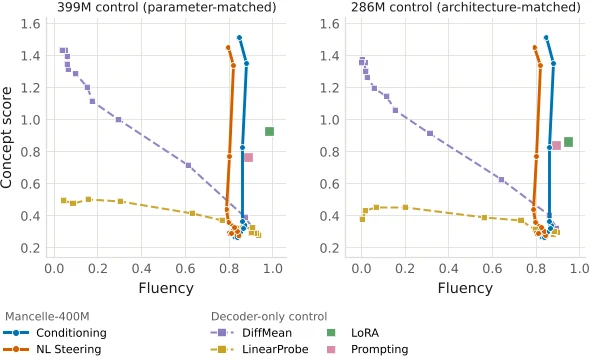 399M control (parameter-matched)
286M control (architecture-matched)
1.6
1.4
1.2
1.0
0.8
0.6
0.4
0.2
Concept score
0.0 0.2 0.4 0.6 0.8 1.0
Fluency
1.6
1.4
1.2
1.0
0.8
0.6
0.4
0.2
0.0 0.2 0.4 0.6 0.8 1.0
Fluency
Mancelle-400M
Conditioning
NL Steering
Decoder-only control
DiffMean
LinearProbe
LoRA
Prompting